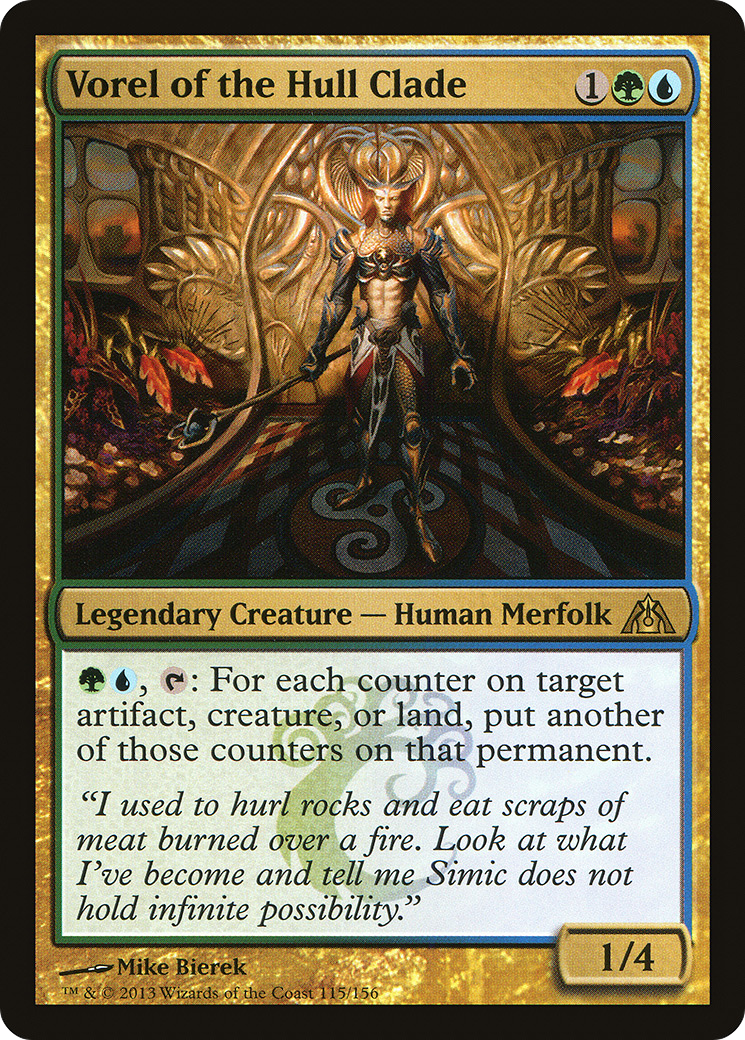 Vorel of the Hull Clade 1
Legendary Creature — Human Merfolk
, : For each counter on target
artifact, creature, or land, put another
of those counters on that permanent.
“I used to hurl rocks and eat scraps of
meat burned over a fire. Look at what
I’ve become and tell me Simic does not
hold infinite possibility.”
1/4
Mike Bierek
™ & © 2013 Wizards of the Coast 115/156